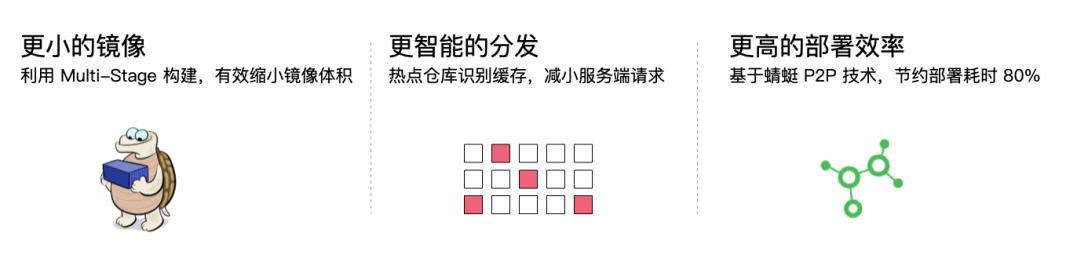 更小的镜像
利用 Multi-Stage 构建，有效缩小镜像体积
更智能的分发
热点仓库识别缓存，减小服务端请求
更高的部署效率
基于蜻蜓 P2P 技术，节约部署耗时 80%